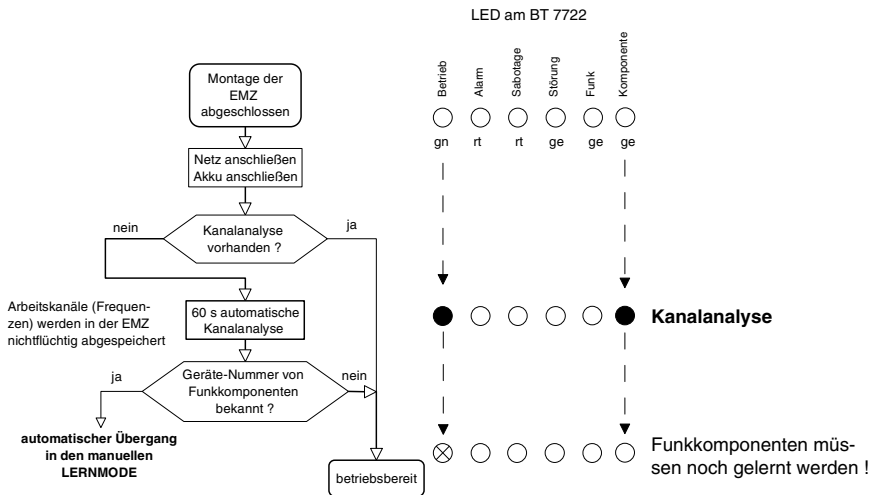 LED am BT 7722
Betrieb
Alarm
Sabotage
Störung
Funk
Komponente
gn rt rt ge ge ge
Montage der
EMZ
abgeschlossen
Netz anschließen
Akku anschließen
nein
Kanalanalyse
vorhanden ?
ja
Arbeitskanäle (Frequen-
zen) werden in der EMZ
nichtflüchtig abgespeichert
60 s automatische
Kanalanalyse
Kanalanalyse
ja
Geräte-Nummer von
Funkkomponenten
bekannt ?
nein
automatischer Übergang
in den manuellen
LERNMODE
betriebsbereit
Funkkomponenten müs-
sen noch gelernt werden !